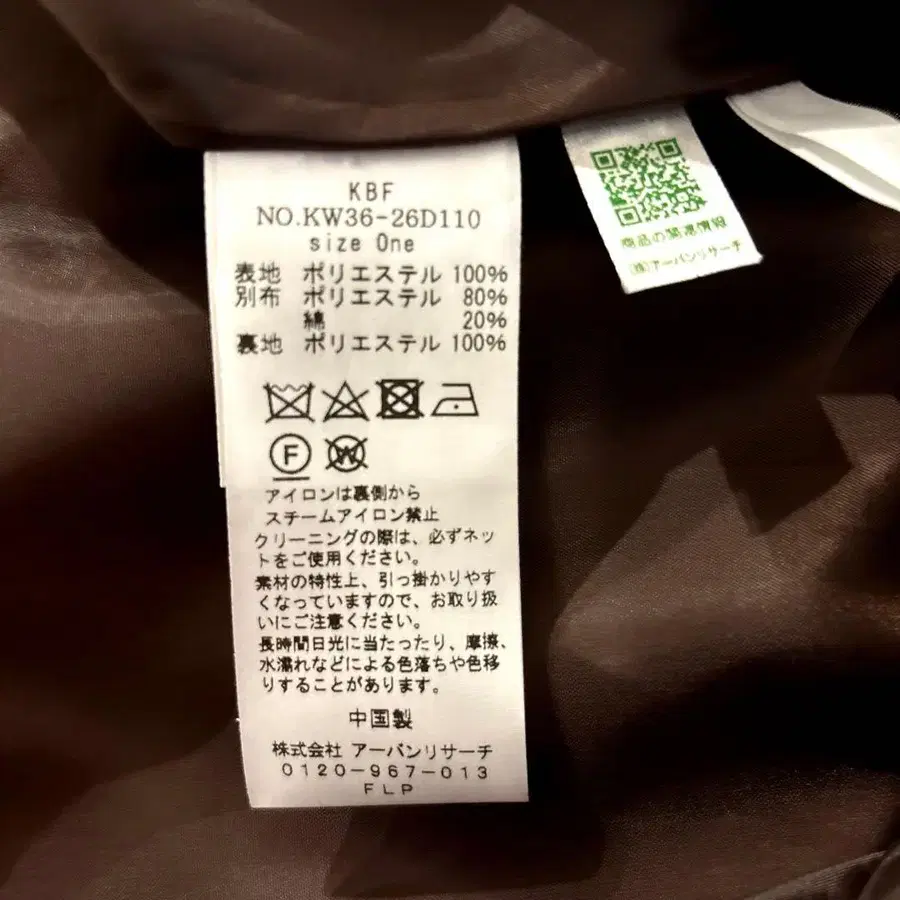 KBF
NO.KW36-26D110
size One
表地 ポリエステル 100%
別布 ポリエステル 80%
綿 20%
裏地 ポリエステル 100%
F
W
アイロンは裏側から
スチームアイロン禁止
クリーニングの際は、必ずネッ
トをご使用ください。
素材の特性上、引っ掛かりやす
くなっていますので、お取り扱
いにご注意ください。
長時間日光に当たったり、摩擦、
水濡れなどによる色落ちや色移
りすることがあります。
中国製
株式会社 アーバンリサーチ
0120-967-013
FLP
商品の関連情報
(株)アーバンリサーチ